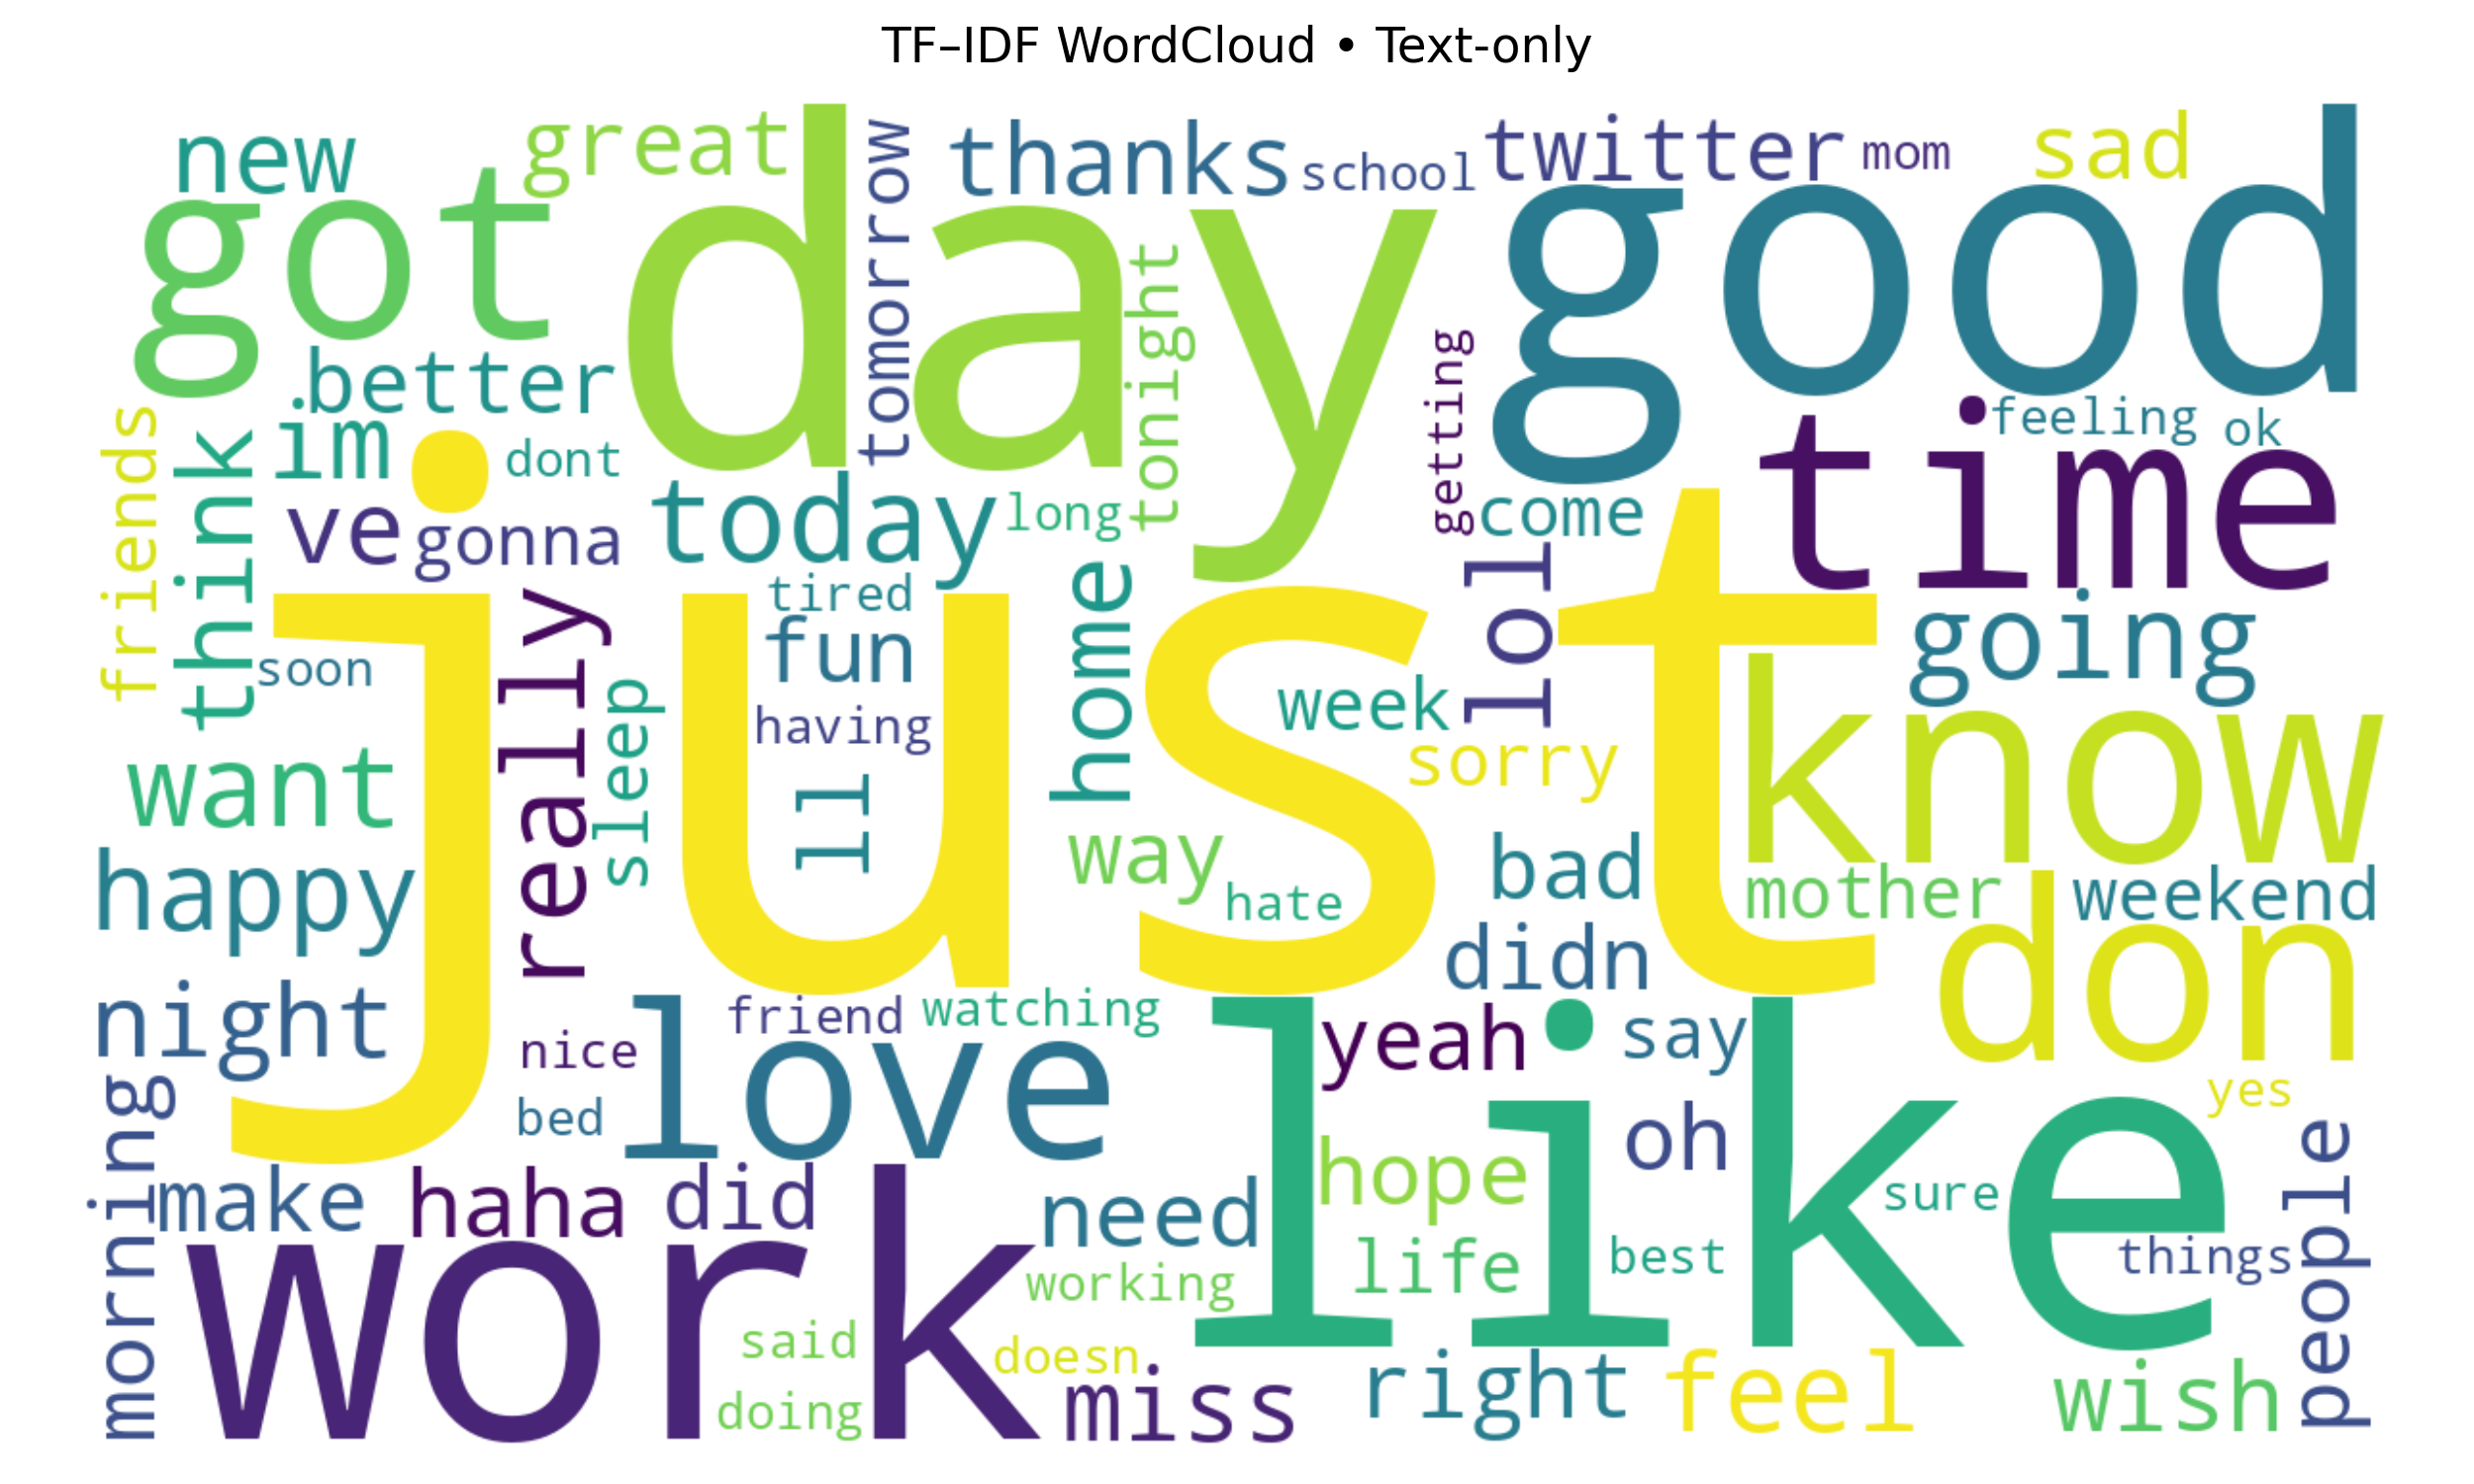 TF–IDF WordCloud • Text-only
new
great
tomorrow
thanks
school
twitter
mom
sad
got
day
good
tonight
getting
better
feeling
ok
time
friends
think
im
dont
ve
gonna
today
long
come
lol
tired
fun
home
going
soon
really
sleep
having
week
just
sorry
know
want
ll
way
hate
bad
mother
weekend
happy
didn
don
night
friend
watching
nice
love
yeah
say
bed
yes
morning
make
haha
did
need
hope
oh
like
sure
people
work
working
life
best
things
said
doesn
doing
miss
right
feel
wish